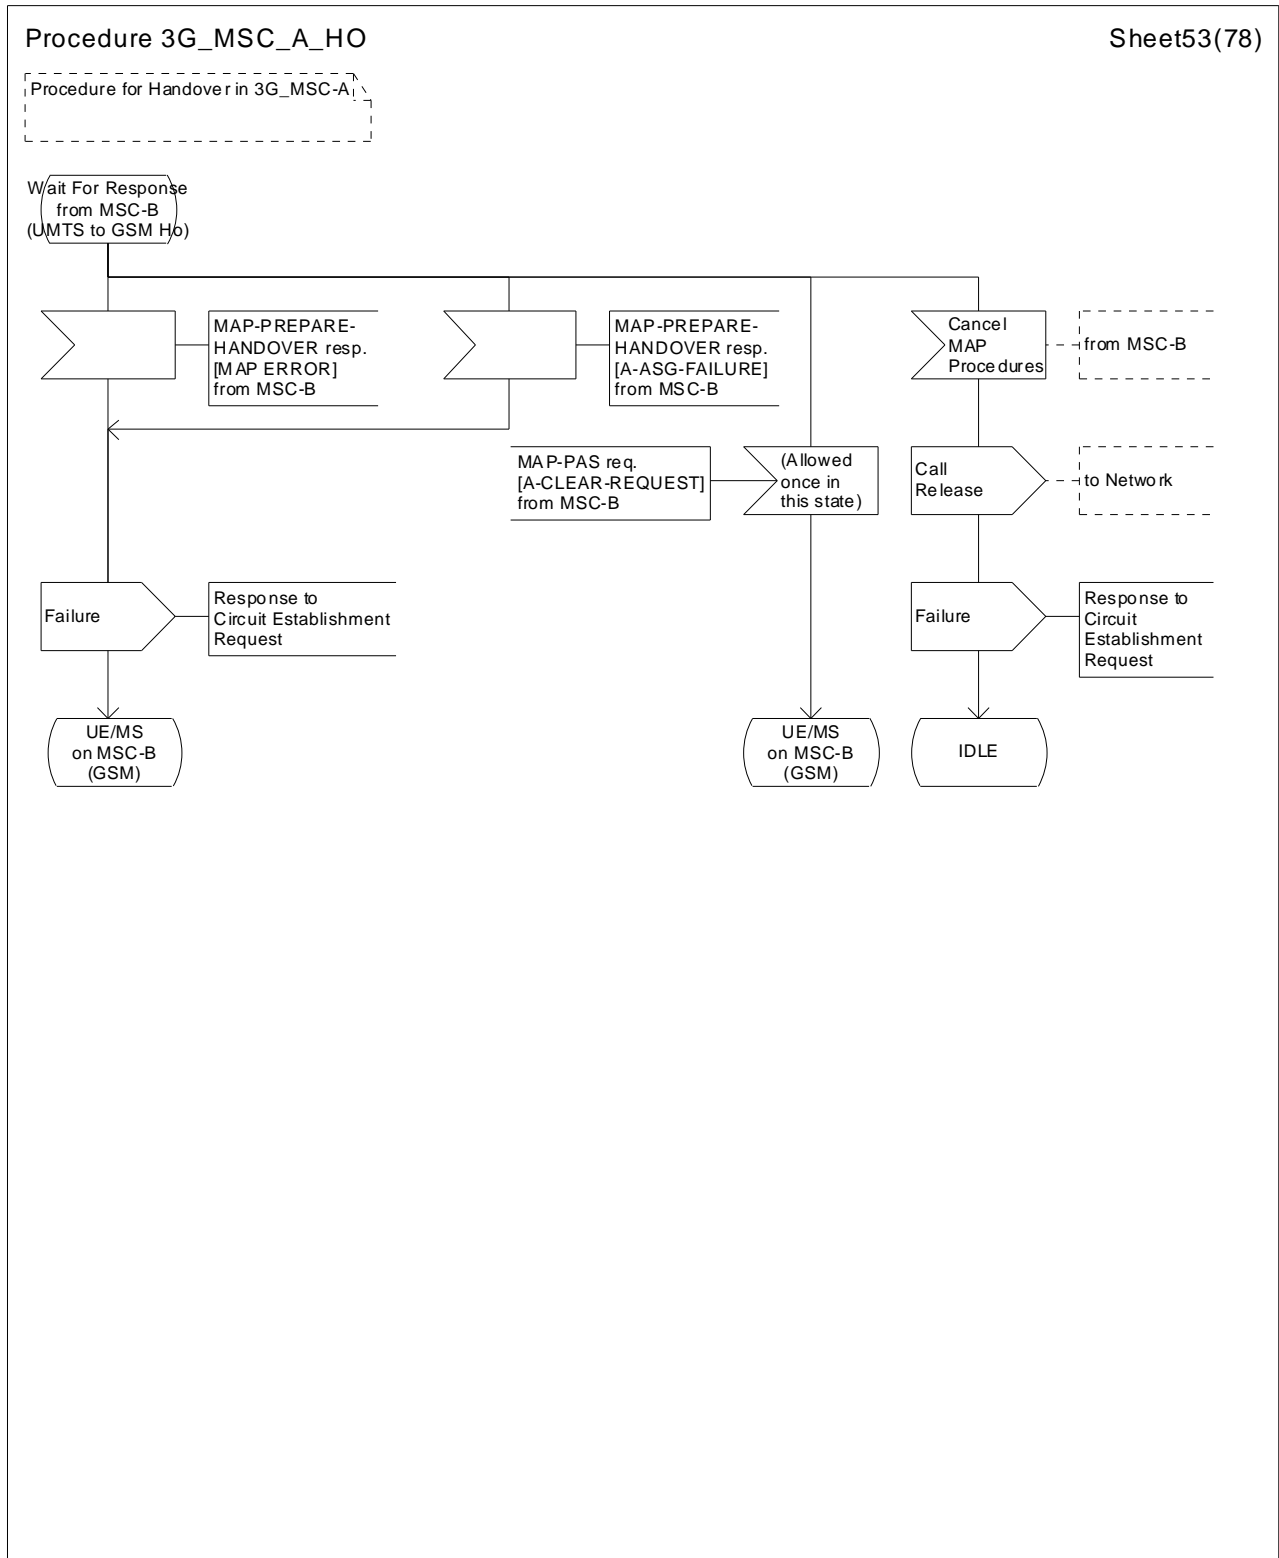 Procedure 3G_MSC_A_HO
Sheet53(78)
Procedure for Handover in 3G_MSC-A
Wait For Response
from MSC-B
(UMTS to GSM Ho)
MAP-PREPARE-
HANDOVER resp.
[MAP ERROR]
from MSC-B
MAP-PREPARE-
HANDOVER resp.
[A-ASG-FAILURE]
from MSC-B
Cancel
MAP
Procedures
from MSC-B
MAP-PAS req.
[A-CLEAR-REQUEST]
from MSC-B
(Allowed
once in
this state)
Call
Release
to Network
Failure
Response to
Circuit Establishment
Request
Failure
Response to
Circuit
Establishment
Request
UE/MS
on MSC-B
(GSM)
UE/MS
on MSC-B
(GSM)
IDLE